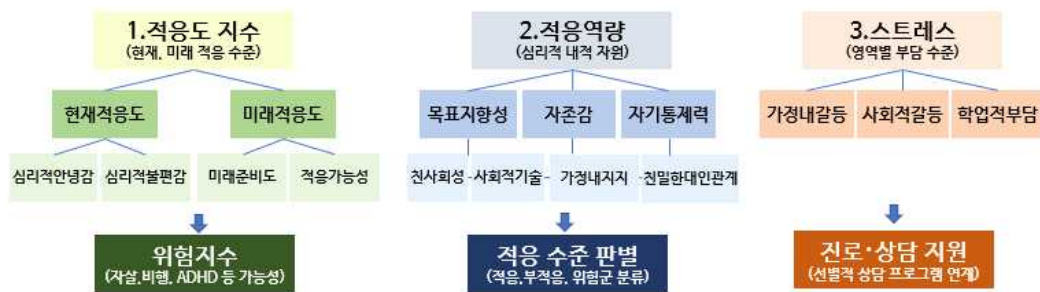 1.적응도 지수
(현재, 미래 적응 수준)
현재적응도
미래적응도
심리적안녕감
심리적불편감
미래준비도
적응가능성
위험지수
(자살,비행, ADHD 등 가능성)
2.적응역량
(심리적 내적 자원)
목표지향성
자존감
자기통제력
친사회성
사회적기술
가정내지지
친밀한대인관계
적응 수준 판별
(적응,부적응, 위험군 분류)
3.스트레스
(영역별 부담 수준)
가정내갈등
사회적갈등
학업적부담
진로·상담 지원
(선별적 상담 프로그램 연계)